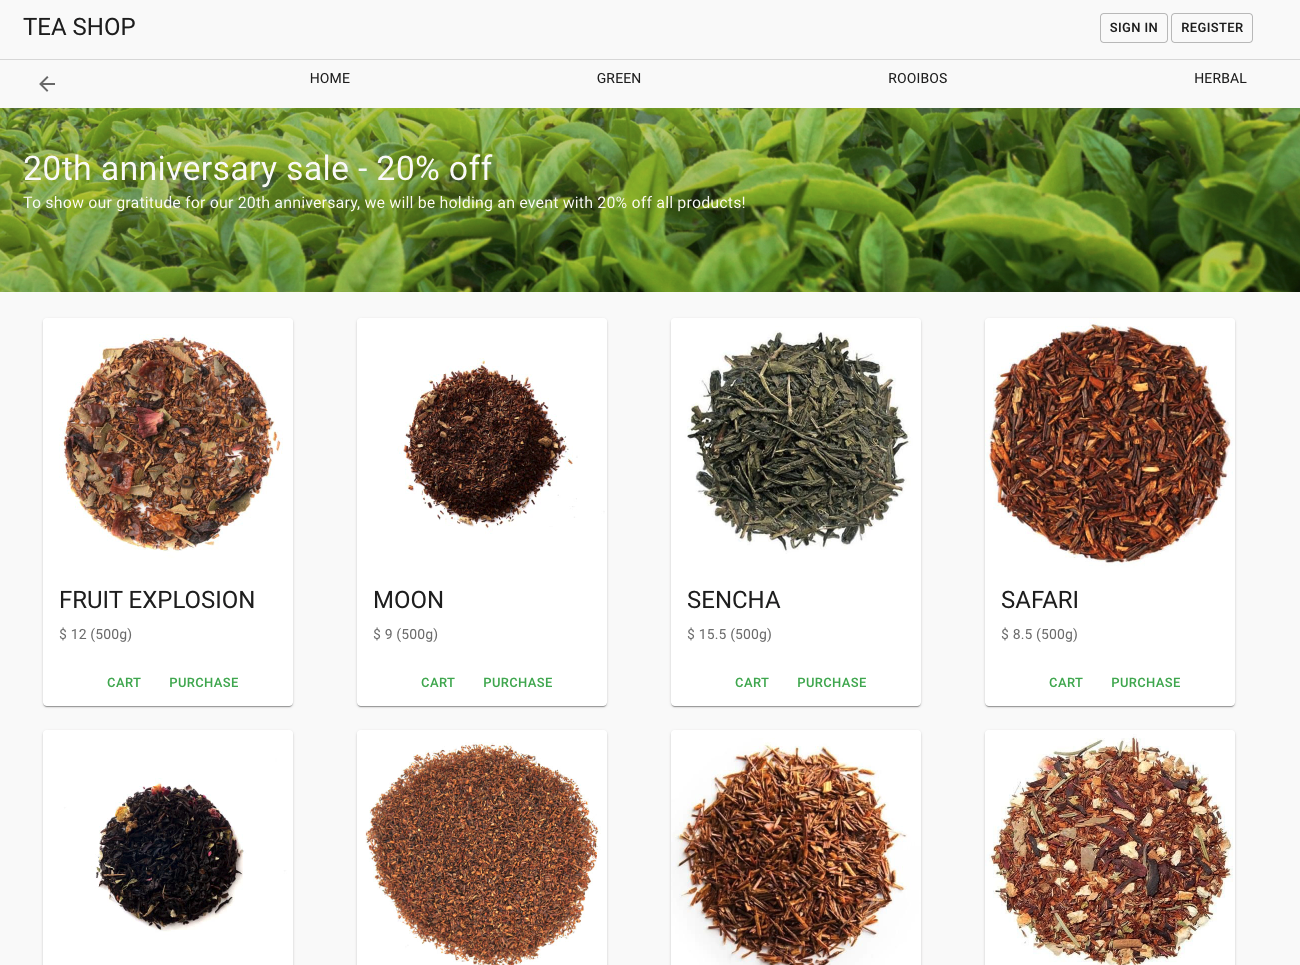 TEA SHOP
SIGN IN
REGISTER
HOME
GREEN
ROOIBOS
HERBAL
20th anniversary sale - 20% off
To show our gratitude for our 20th anniversary, we will be holding an event with 20% off all products!
FRUIT EXPLOSION
$ 12 (500g)
CART PURCHASE
MOON
$ 9 (500g)
CART PURCHASE
SENCHA
$ 15.5 (500g)
CART PURCHASE
SAFARI
$ 8.5 (500g)
CART PURCHASE